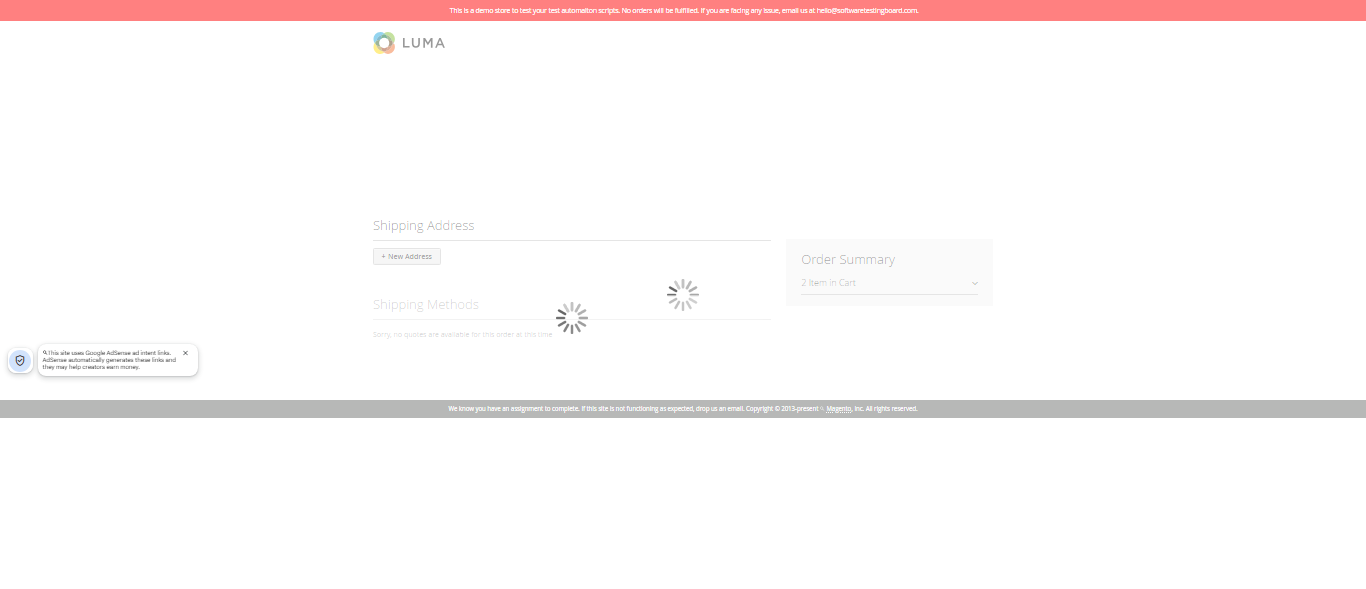 This is a demo store to test your test automaiton scripts. No orders will be fulfilled. If you are facing any issue, email us at hello@softwaretestingboard.com.
LUMA
Shipping Address
+ New Address
Order Summary
2 Item in Cart
Shipping Methods
Sorry, no quotes are available for this order at this time
This site uses Google AdSense ad intent links.
AdSense automatically generates these links and
they may help creators earn money.
We know you have an assignment to complete. If this site is not functioning as expected, drop us an email. Copyright © 2013-present Magento, Inc. All rights reserved.